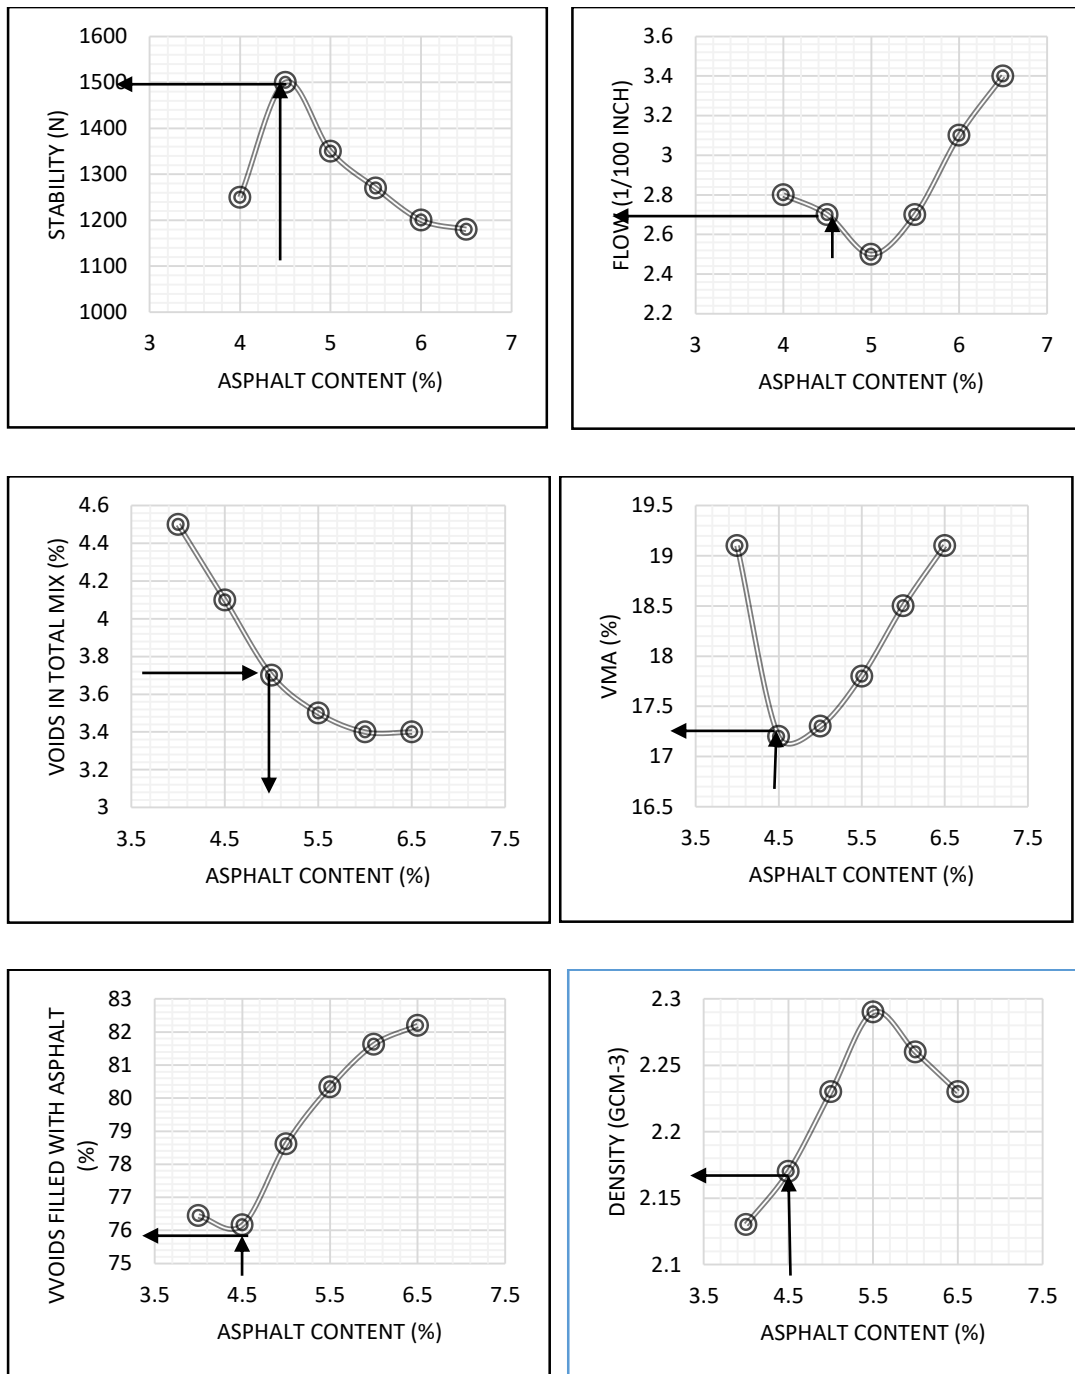 STABILITY (N)
1600
1500
1400
1300
1200
1100
1000
3 4 5 6 7
ASPHALT CONTENT (%)
FLOW (1/100 INCH)
3.6
3.4
3.2
3
2.8
2.6
2.4
2.2
3 4 5 6 7
ASPHALT CONTENT (%)
VOIDS IN TOTAL MIX (%)
4.6
4.4
4.2
4
3.8
3.6
3.4
3.2
3
3.5 4.5 5.5 6.5 7.5
ASPHALT CONTENT (%)
VMA (%)
19.5
19
18.5
18
17.5
17
16.5
3.5 4.5 5.5 6.5 7.5
ASPHALT CONTENT (%)
VVOIDS FILLED WITH ASPHALT
(%)
83
82
81
80
79
78
77
76
75
3.5 4.5 5.5 6.5 7.5
ASPHALT CONTENT (%)
DENSITY (GCM-3)
2.3
2.25
2.2
2.15
2.1
3.5 4.5 5.5 6.5 7.5
ASPHALT CONTENT (%)